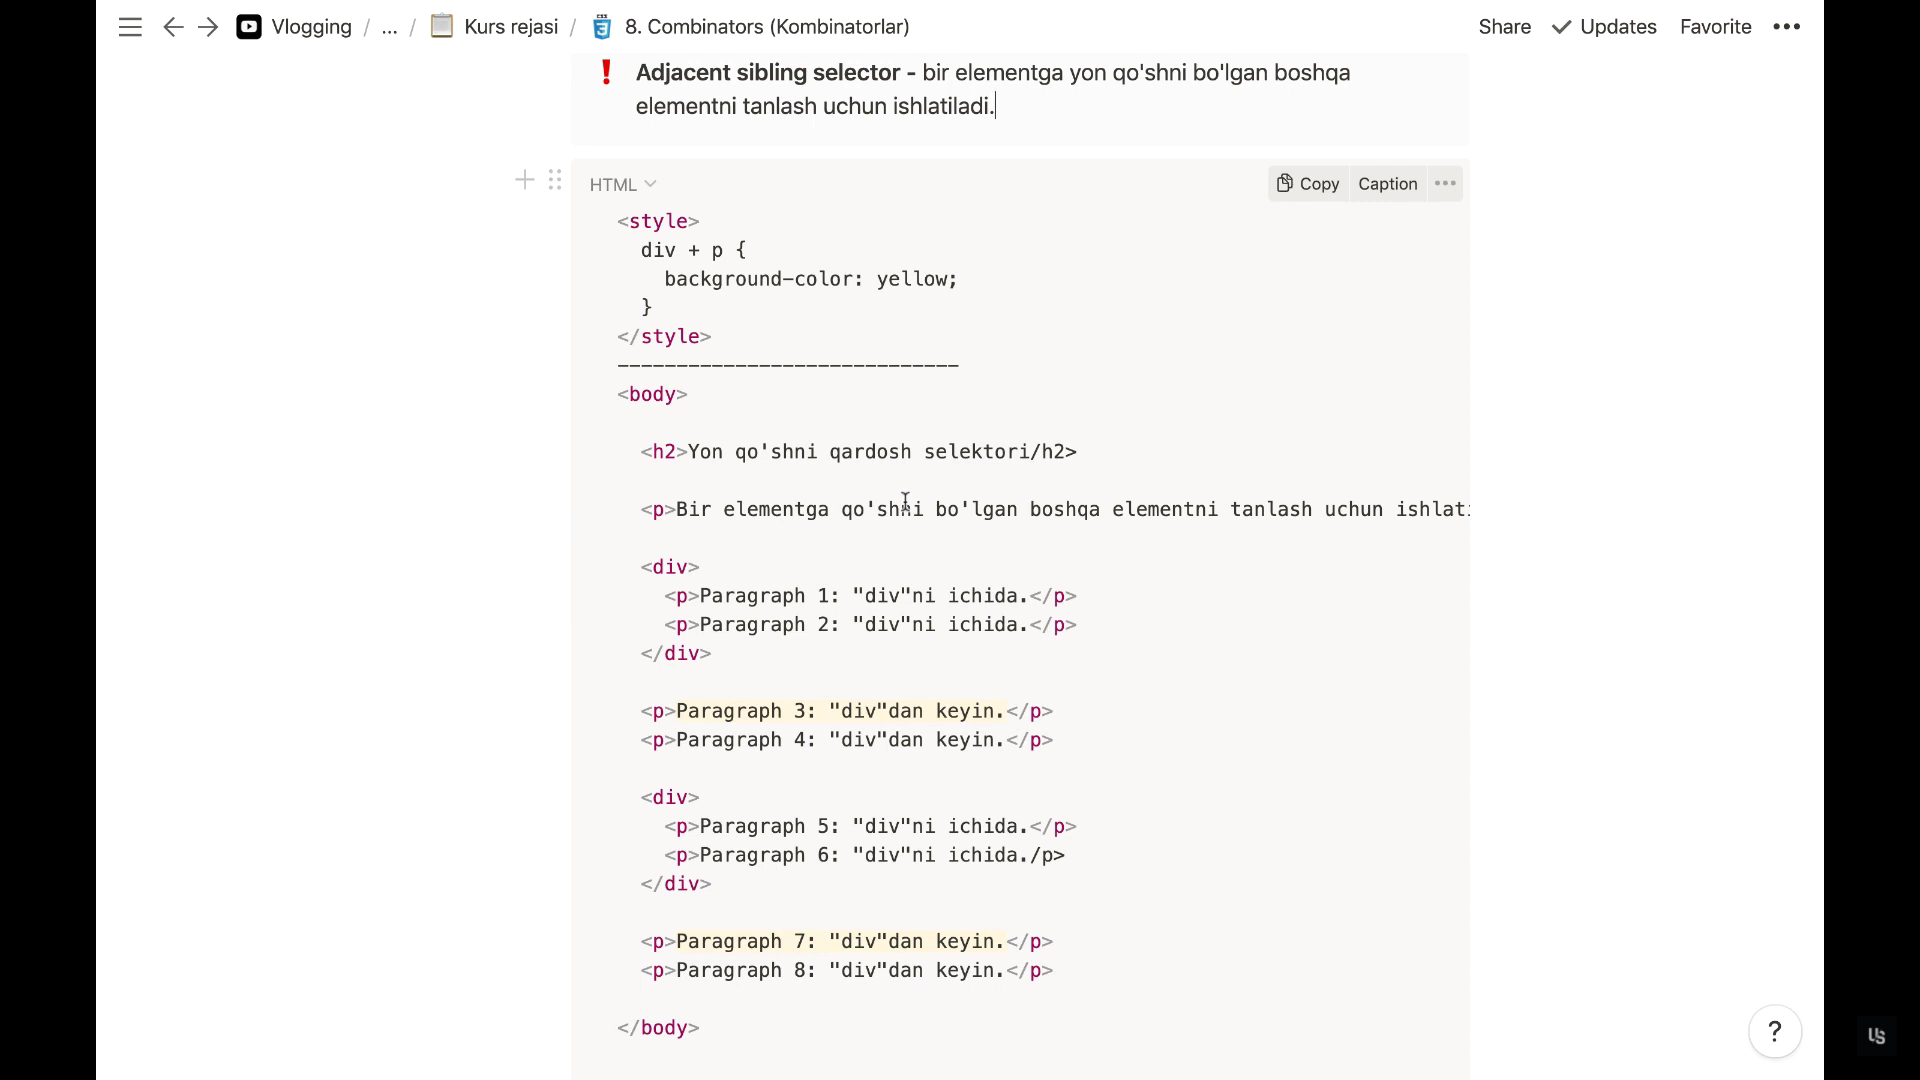 Vlogging / ... / Kurs rejasi / 8. Combinators (Kombinatorlar) Share Updates Favorite
Adjacent sibling selector - bir elementga yon qo'shni bo'lgan boshqa
elementni tanlash uchun ishlatiladi.
HTML Copy Caption
<style>
  div + p {
    background-color: yellow;
  }
</style>
-----------------------------
<body>
  <h2>Yon qo'shni qardosh selektori/h2>
  <p>Bir elementga qo'shni bo'lgan boshqa elementni tanlash uchun ishlati
  <div>
    <p>Paragraph 1: "div"ni ichida.</p>
    <p>Paragraph 2: "div"ni ichida.</p>
  </div>
  <p>Paragraph 3: "div"dan keyin.</p>
  <p>Paragraph 4: "div"dan keyin.</p>
  <div>
    <p>Paragraph 5: "div"ni ichida.</p>
    <p>Paragraph 6: "div"ni ichida./p>
  </div>
  <p>Paragraph 7: "div"dan keyin.</p>
  <p>Paragraph 8: "div"dan keyin.</p>
</body>
?